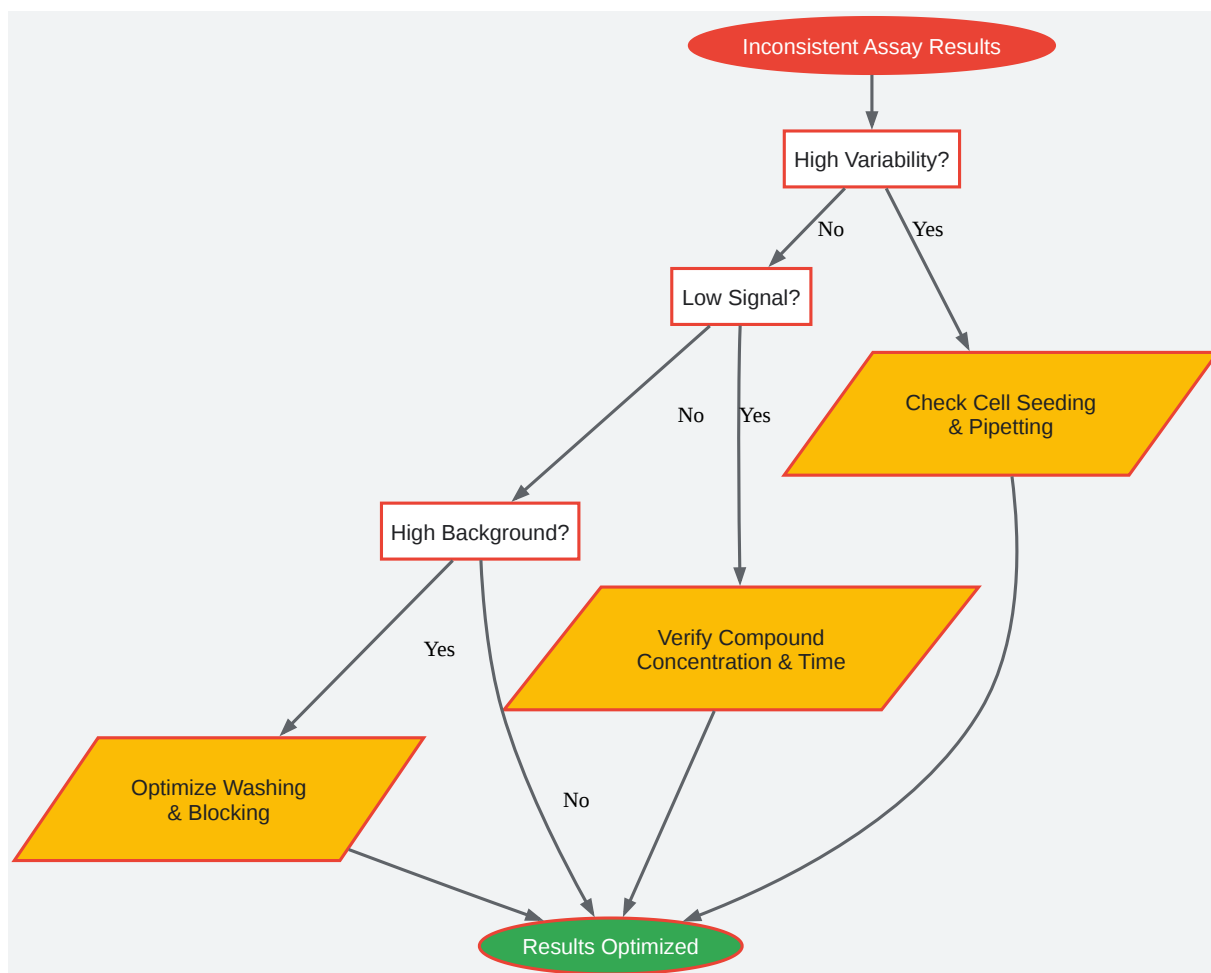 Inconsistent Assay Results
High Variability?
No
Yes
Low Signal?
Check Cell Seeding
& Pipetting
No
Yes
High Background?
Verify Compound
Concentration & Time
Yes
Optimize Washing
& Blocking
No
Results Optimized